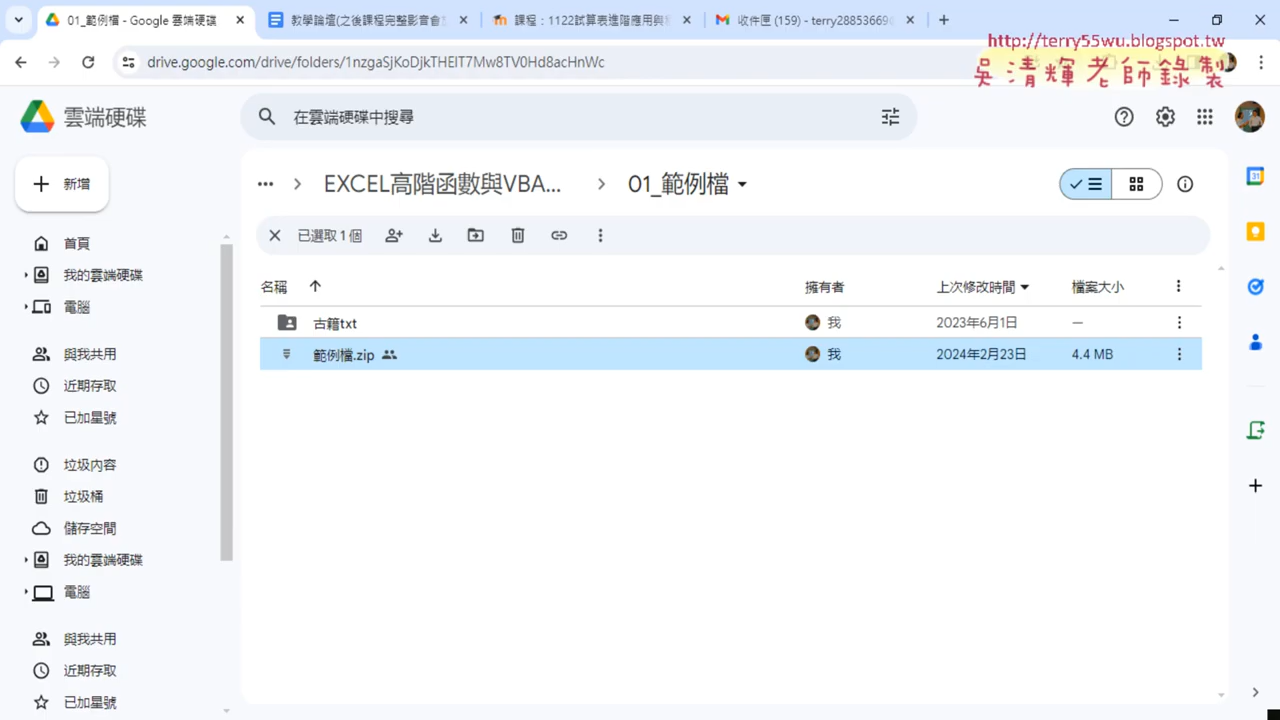 01_範例檔 - Google 雲端硬碟
教學論壇(之後課程完整影音會
課程：1122試算表進階應用與
收件匣 (159) - terry28853669
http://terry55wu.blogspot.tw
吳清輝老師錄製
drive.google.com/drive/folders/1nzgaSjKoDjkTHEIT7Mw8TV0Hd8acHnWc
雲端硬碟
在雲端硬碟中搜尋
新增
EXCEL高階函數與VBA...
01_範例檔
已選取 1 個
首頁
我的雲端硬碟
電腦
與我共用
近期存取
已加星號
垃圾內容
垃圾桶
儲存空間
我的雲端硬碟
電腦
與我共用
近期存取
已加星號
名稱 擁有者 上次修改時間 檔案大小
古籍txt 我 2023年6月1日 —
範例檔.zip 我 2024年2月23日 4.4 MB
31